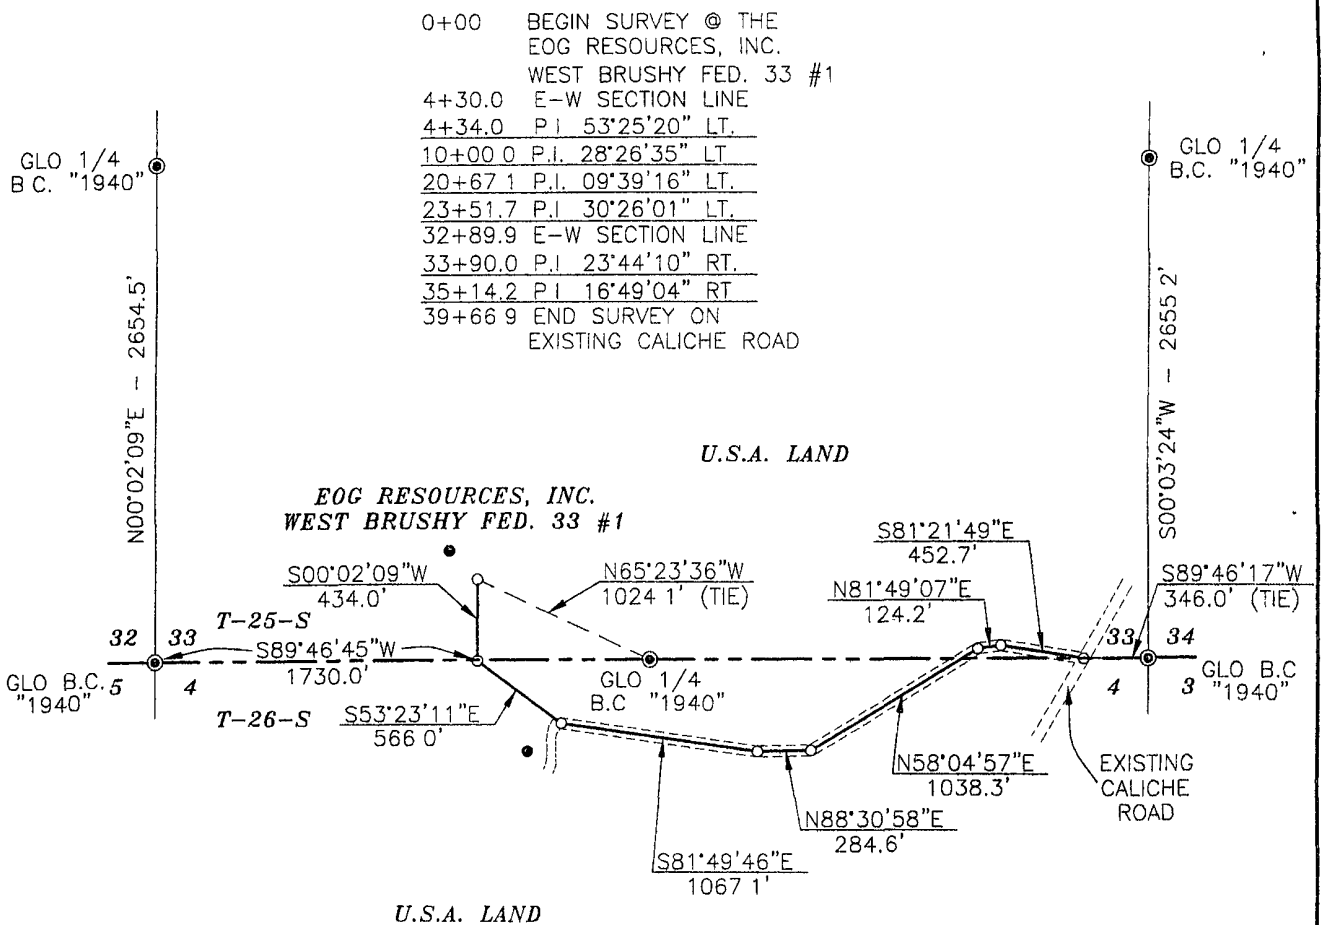 0+00 BEGIN SURVEY @ THE
EOG RESOURCES, INC.
WEST BRUSHY FED. 33 #1
4+30.0 E-W SECTION LINE
4+34.0 P.I 53°25'20" LT.
10+00 0 P.I. 28°26'35" LT
20+67 1 P.I. 09°39'16" LT.
23+51.7 P.I 30°26'01" LT.
32+89.9 E-W SECTION LINE
33+90.0 P.I 23°44'10" RT.
35+14.2 P I 16°49'04" RT
39+66 9 END SURVEY ON
EXISTING CALICHE ROAD
GLO 1/4
B C. "1940"
GLO 1/4
B.C. "1940"
N00°02'09"E - 2654.5'
S00°03'24"W - 2655 2'
U.S.A. LAND
EOG RESOURCES, INC.
WEST BRUSHY FED. 33 #1
S00°02'09"W
434.0'
N65°23'36"W
1024 1' (TIE)
S81°21'49"E
452.7'
N81°49'07"E
124.2'
S89°46'17"W
346.0' (TIE)
T-25-S
32 33
S89°46'45"W
1730.0'
33 34
GLO B.C.
"1940"
5 4
GLO 1/4
B.C "1940"
4 3
GLO B.C
"1940"
T-26-S
S53°23'11"E
566 0'
N58°04'57"E
1038.3'
EXISTING
CALICHE
ROAD
N88°30'58"E
284.6'
S81°49'46"E
1067 1'
U.S.A. LAND